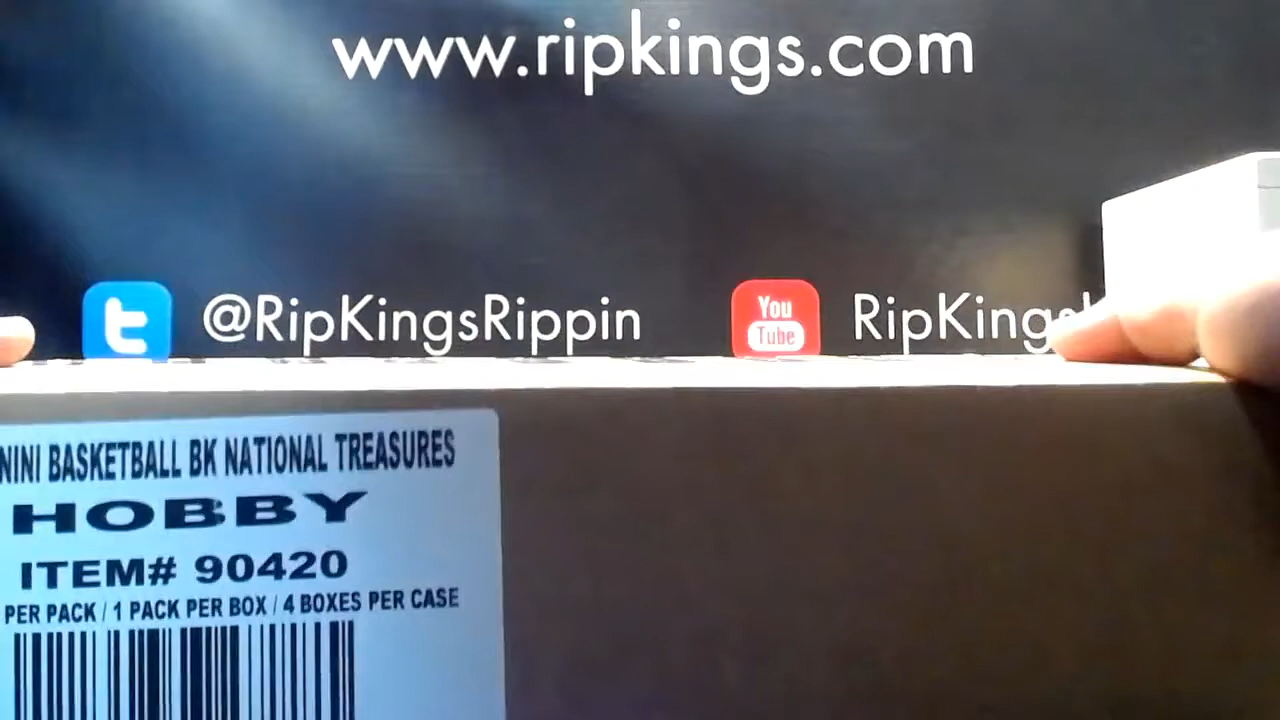 www.ripkings.com
@RipKingsRippin
You
Tube
NINI BASKETBALL BK NATIONAL TREASURES
HOBBY
ITEM# 90420
PER PACK / 1 PACK PER BOX / 4 BOXES PER CASE